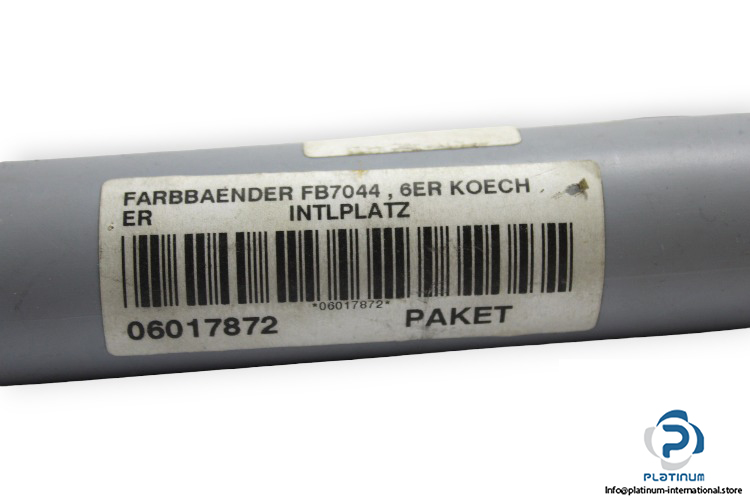 FARBBAENDER FB7044 , 6ER KOECH
ER INTLPLATZ
*06017872*
06017872 PAKET
PLATINUM
Info@platinum-international.store